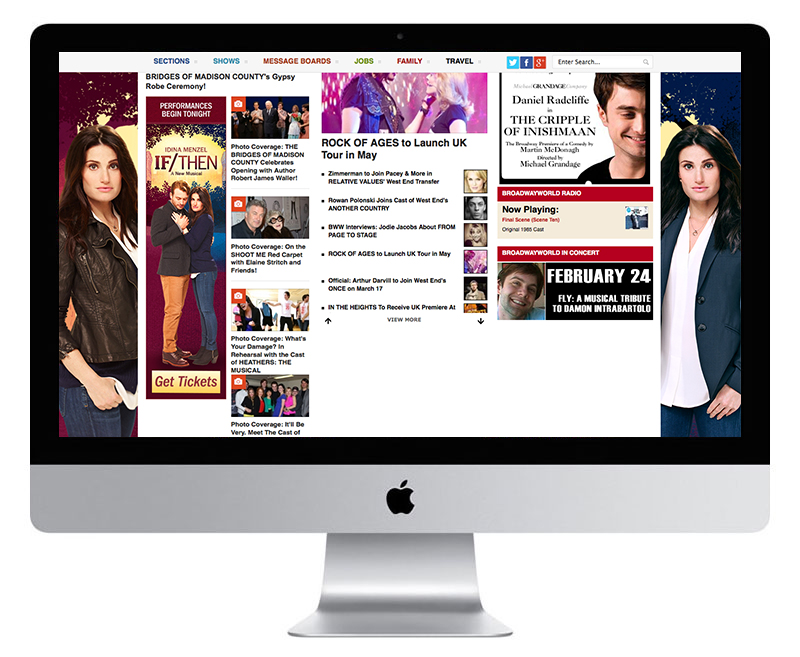 SECTIONS
SHOWS
MESSAGE BOARDS
JOBS
FAMILY
TRAVEL
Enter Search...
BRIDGES OF MADISON COUNTY's Gypsy
Robe Ceremony!
PERFORMANCES
BEGIN TONIGHT
IDINA MENZEL
IF/THEN
A New Musical
Get Tickets
Photo Coverage: THE
BRIDGES OF MADISON
COUNTY Celebrates
Opening with Author
Robert James Waller!
Photo Coverage: On the
SHOOT ME Red Carpet
with Elaine Stritch and
Friends!
Photo Coverage: What's
Your Damage? In
Rehearsal with the Cast
of HEATHERS: THE
MUSICAL
Photo Coverage: It'll Be
Very. Meet The Cast of
ROCK OF AGES to Launch UK
Tour in May
Zimmerman to Join Pacey & More in
RELATIVE VALUES' West End Transfer
Rowan Polonski Joins Cast of West End's
ANOTHER COUNTRY
BWW Interviews: Jodie Jacobs About FROM
PAGE TO STAGE
ROCK OF AGES to Launch UK Tour in May
Official: Arthur Darvill to Join West End's
ONCE on March 17
IN THE HEIGHTS To Receive UK Premiere At
VIEW MORE
Michael GRANDAGE Company
Daniel Radcliffe
in
THE CRIPPLE
OF INISHMAAN
The Broadway Premiere of a Comedy by
Martin McDonagh
Directed by
Michael Grandage
BROADWAYWORLD RADIO
Now Playing:
Final Scene (Scene Ten)
Original 1985 Cast
BROADWAYWORLD IN CONCERT
FEBRUARY 24
FLY: A MUSICAL TRIBUTE
TO DAMON INTRABARTOLO